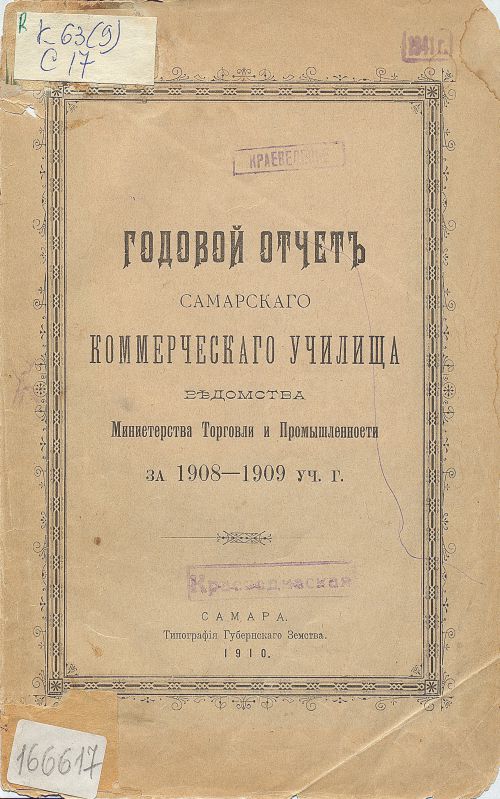 к 63(9)
С 17
1941 г.
КРАЕВЕДЕНИЕ
ГОДОВОЙ ОТЧЕТЪ
САМАРСКАГО
КОММЕРЧЕСКАГО УЧИЛИЩА
ВѢДОМСТВА
Министерства Торговли и Промышленности
ЗА 1908—1909 УЧ. Г.
САМАРА.
Типографія Губернскаго Земства.
1910.
166617